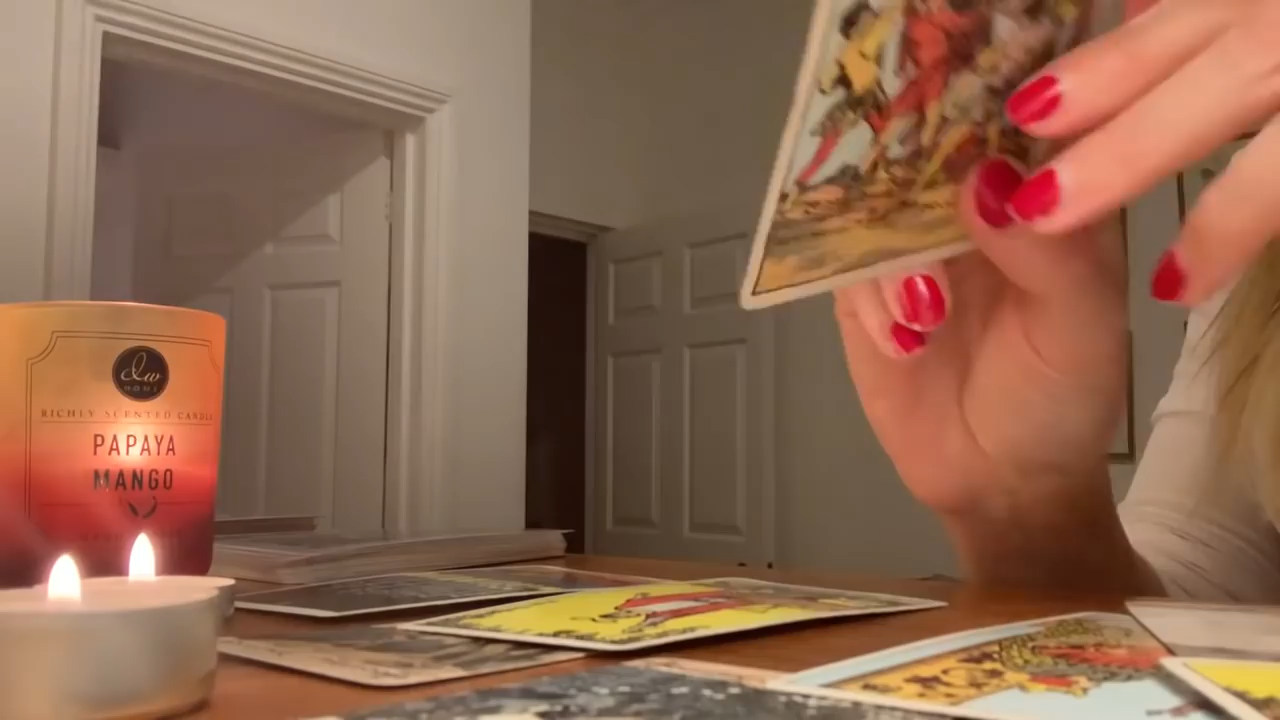 dw
HOME
RICHLY SCENTED CANDLE
PAPAYA
MANGO